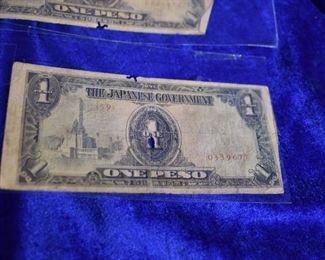 ONE PESO
1 THE JAPANESE GOVERNMENT 1
ONE PESO